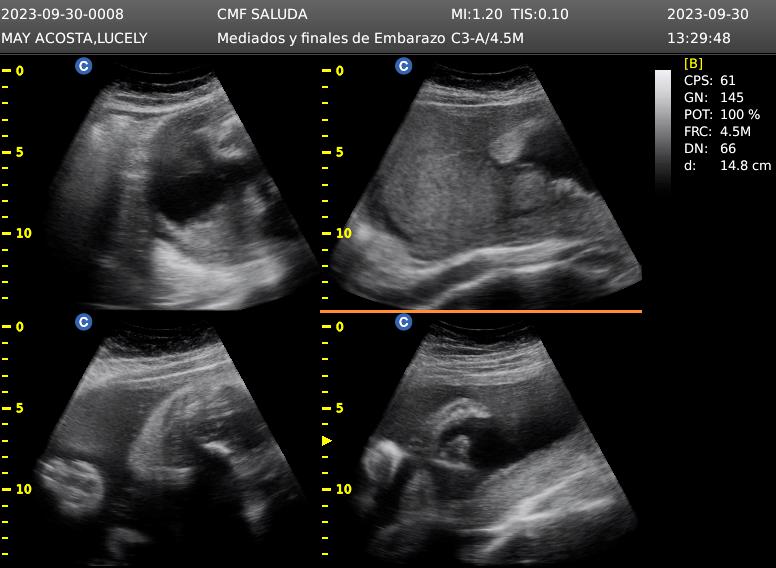 2023-09-30-0008 CMF SALUDA MI:1.20 TIS:0.10 2023-09-30
MAY ACOSTA,LUCELY Mediados y finales de Embarazo C3-A/4.5M 13:29:48
[B]
CPS: 61
GN: 145
POT: 100 %
FRC: 4.5M
DN: 66
d: 14.8 cm
C C
0 0
5 5
10 10
C C
0 0
5 5
10 10